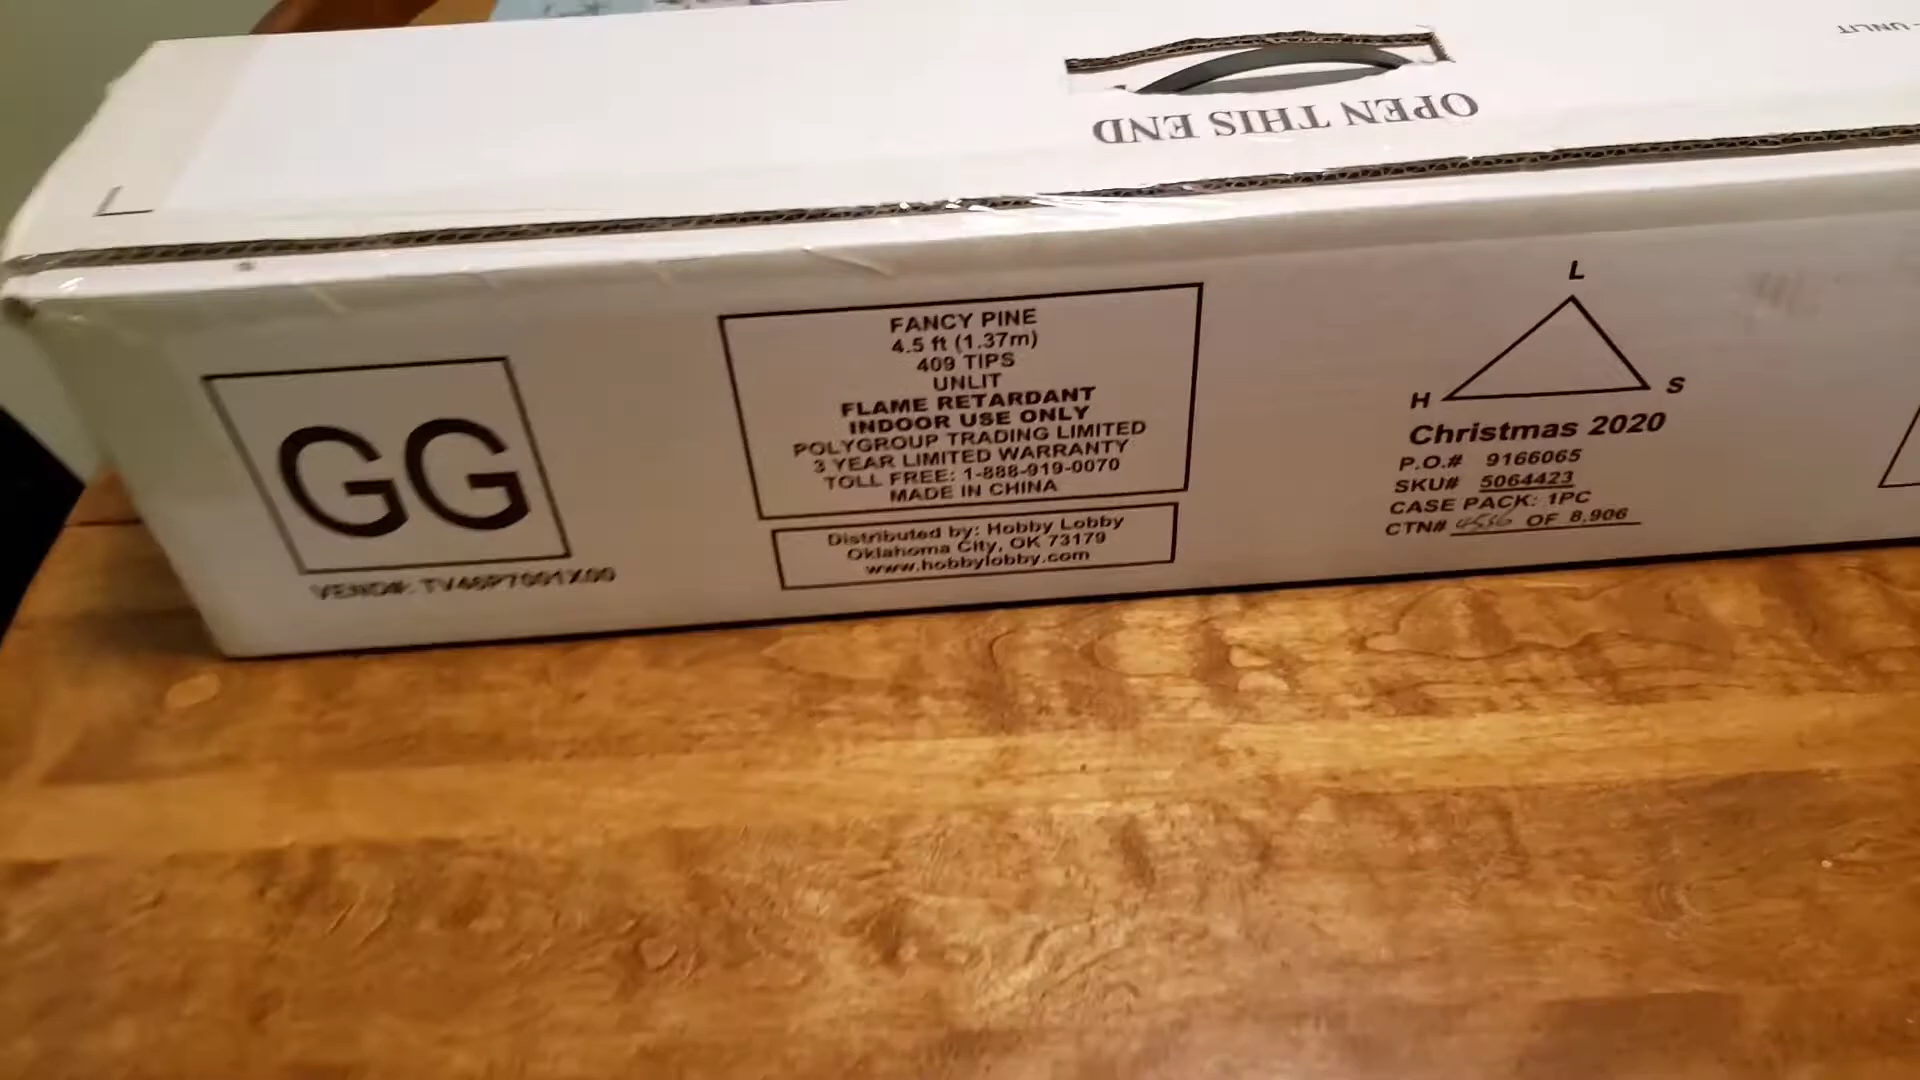 UNLIT
OPEN THIS END
L
GG
FANCY PINE
4.5 ft (1.37m)
409 TIPS
UNLIT
FLAME RETARDANT
INDOOR USE ONLY
POLYGROUP TRADING LIMITED
3 YEAR LIMITED WARRANTY
TOLL FREE: 1-888-919-0070
MADE IN CHINA
Distributed by: Hobby Lobby
Oklahoma City, OK 73179
www.hobbylobby.com
L
H S
Christmas 2020
P.O.# 9166065
SKU# 5064423
CASE PACK: 1PC
CTN# OF 8,906
VEND#: